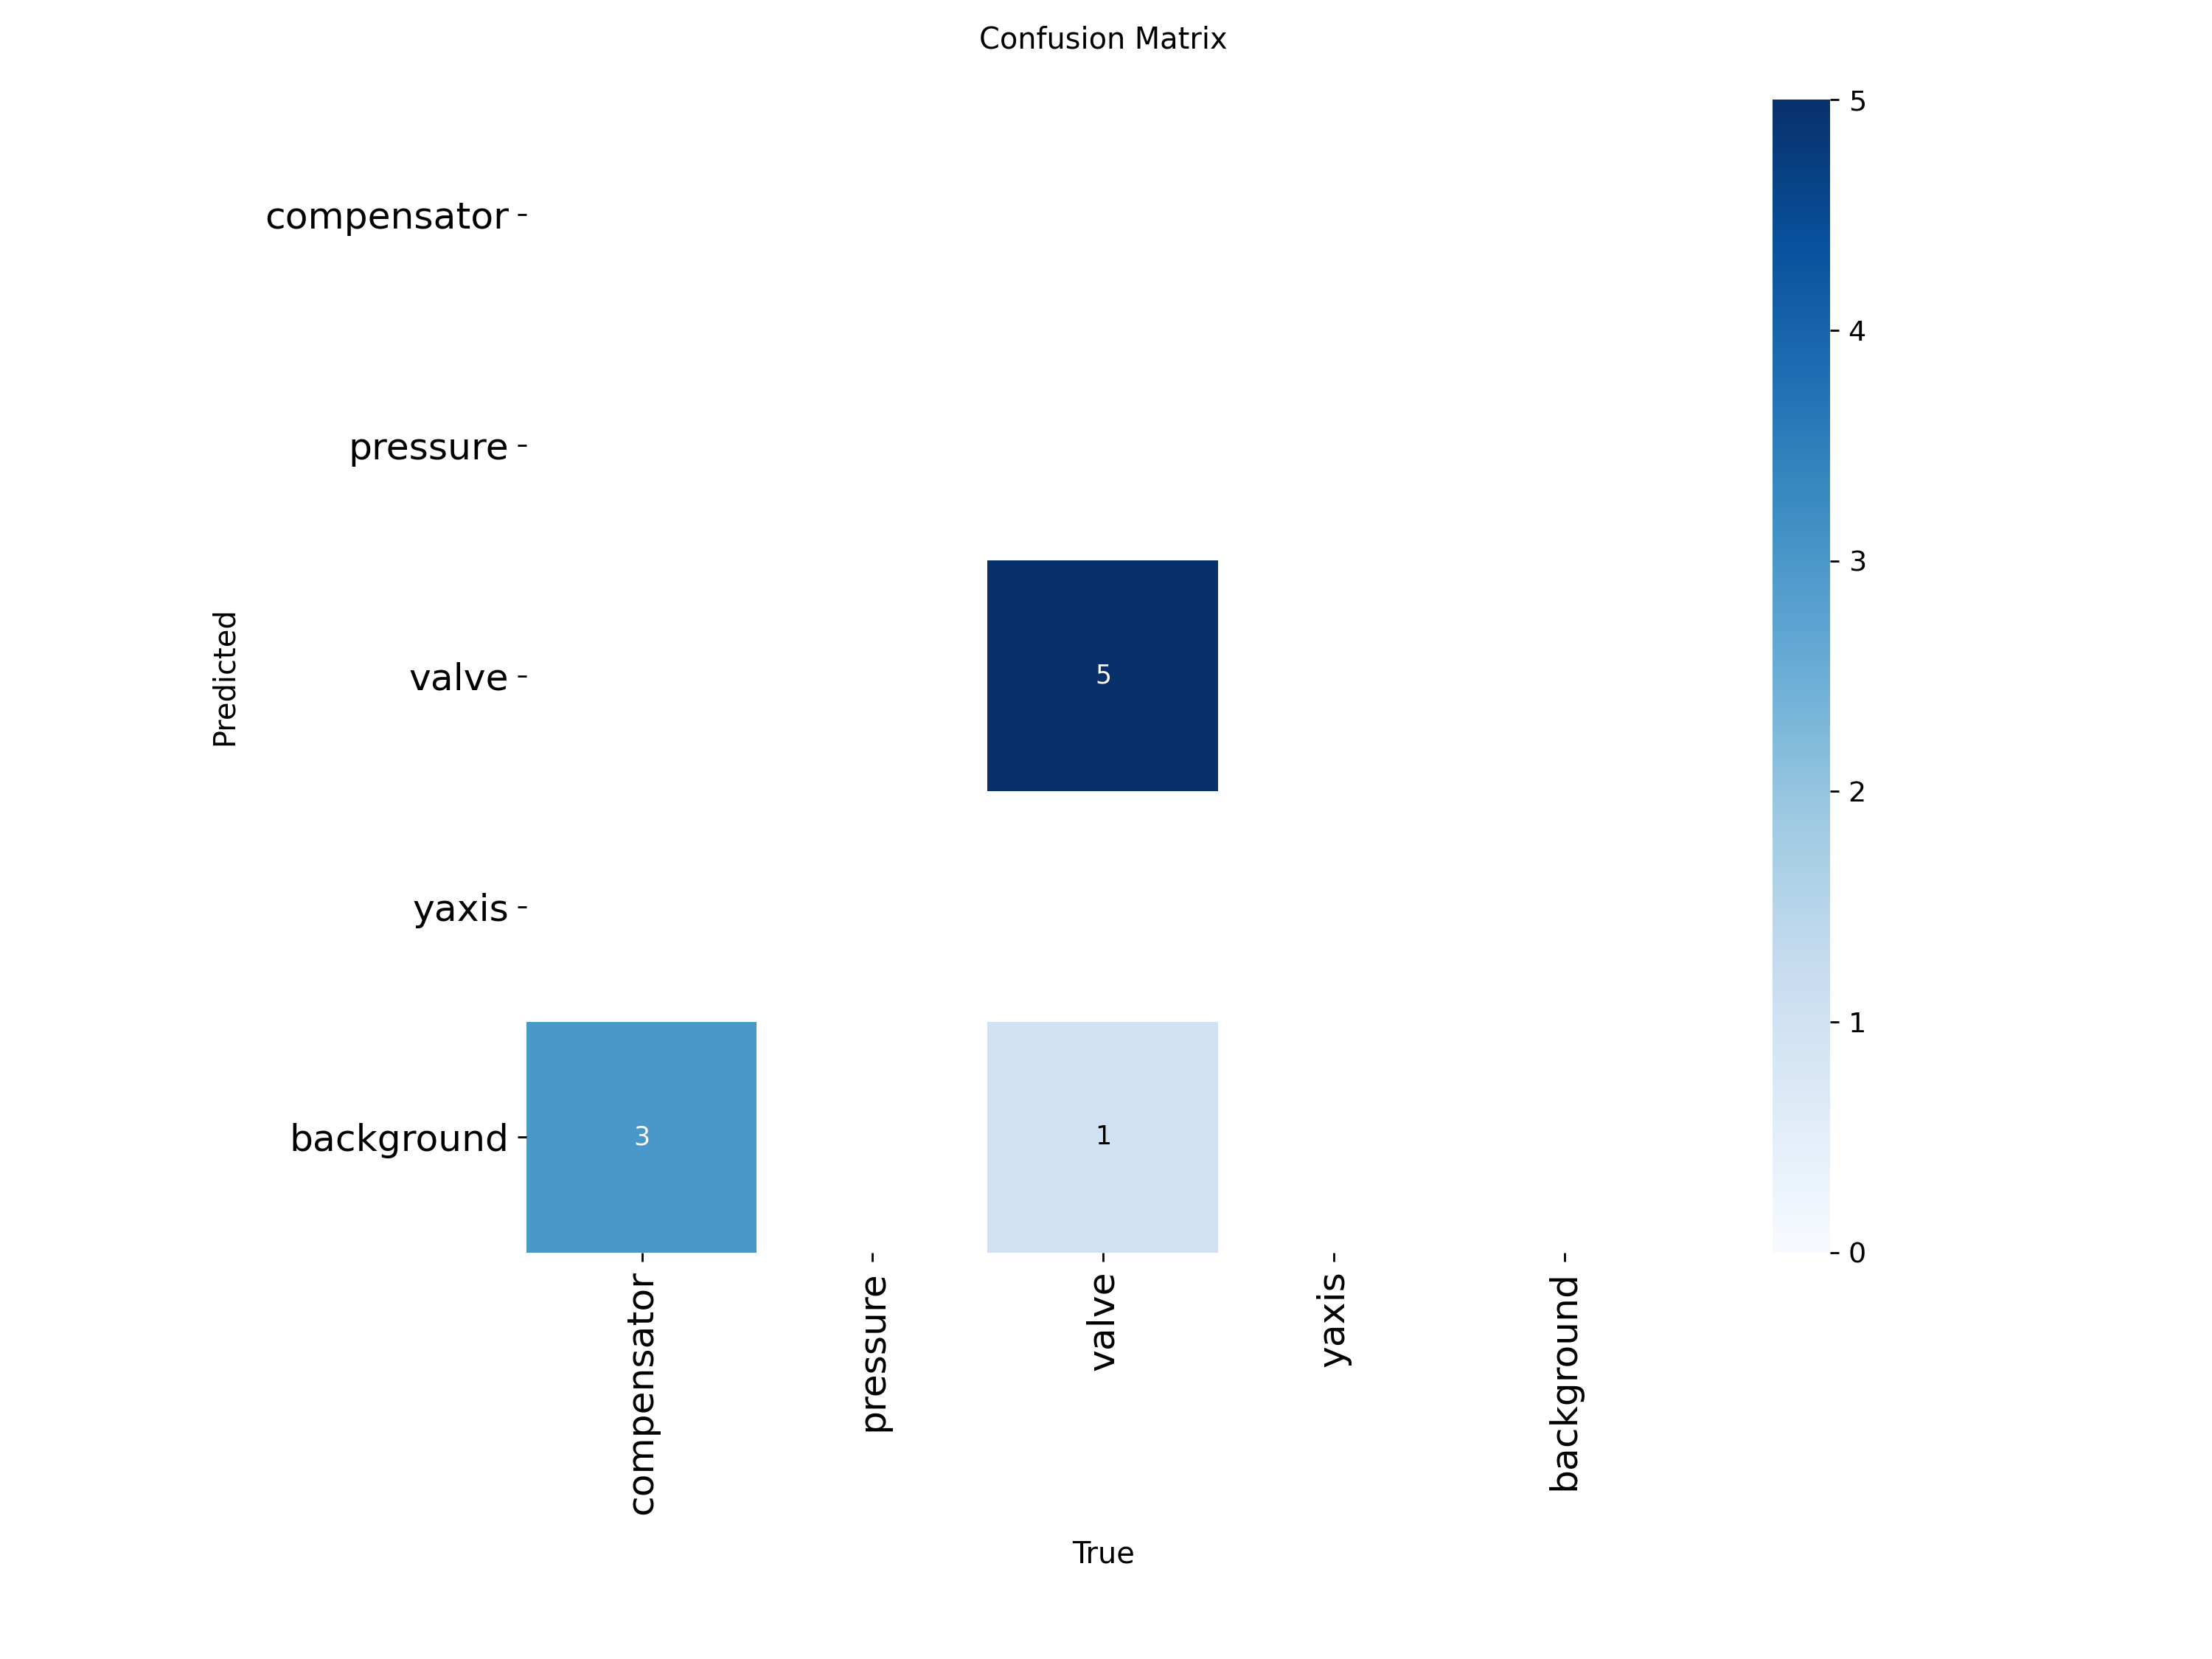 Confusion Matrix
Predicted
compensator
pressure
valve
yaxis
background
5
3
1
compensator
pressure
valve
yaxis
background
True
5
4
3
2
1
0